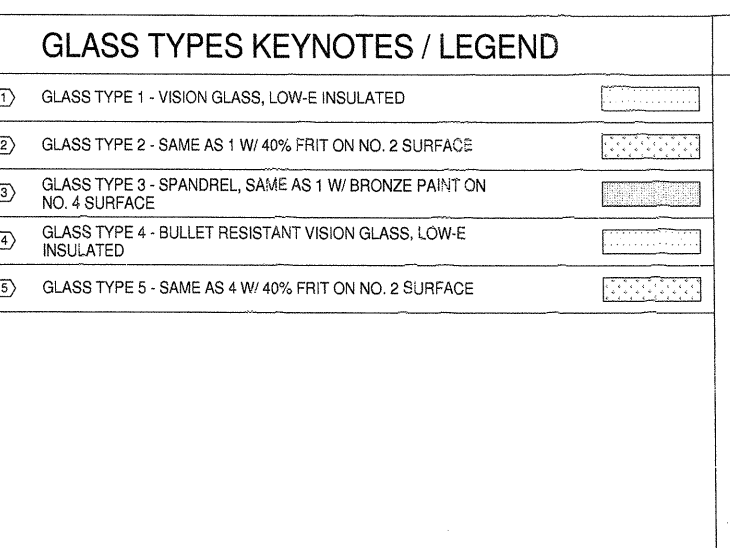 GLASS TYPES KEYNOTES / LEGEND
1 GLASS TYPE 1 - VISION GLASS, LOW-E INSULATED
2 GLASS TYPE 2 - SAME AS 1 W/ 40% FRIT ON NO. 2 SURFACE
3 GLASS TYPE 3 - SPANDREL, SAME AS 1 W/ BRONZE PAINT ON
NO. 4 SURFACE
4 GLASS TYPE 4 - BULLET RESISTANT VISION GLASS, LOW-E
INSULATED
5 GLASS TYPE 5 - SAME AS 4 W/ 40% FRIT ON NO. 2 SURFACE